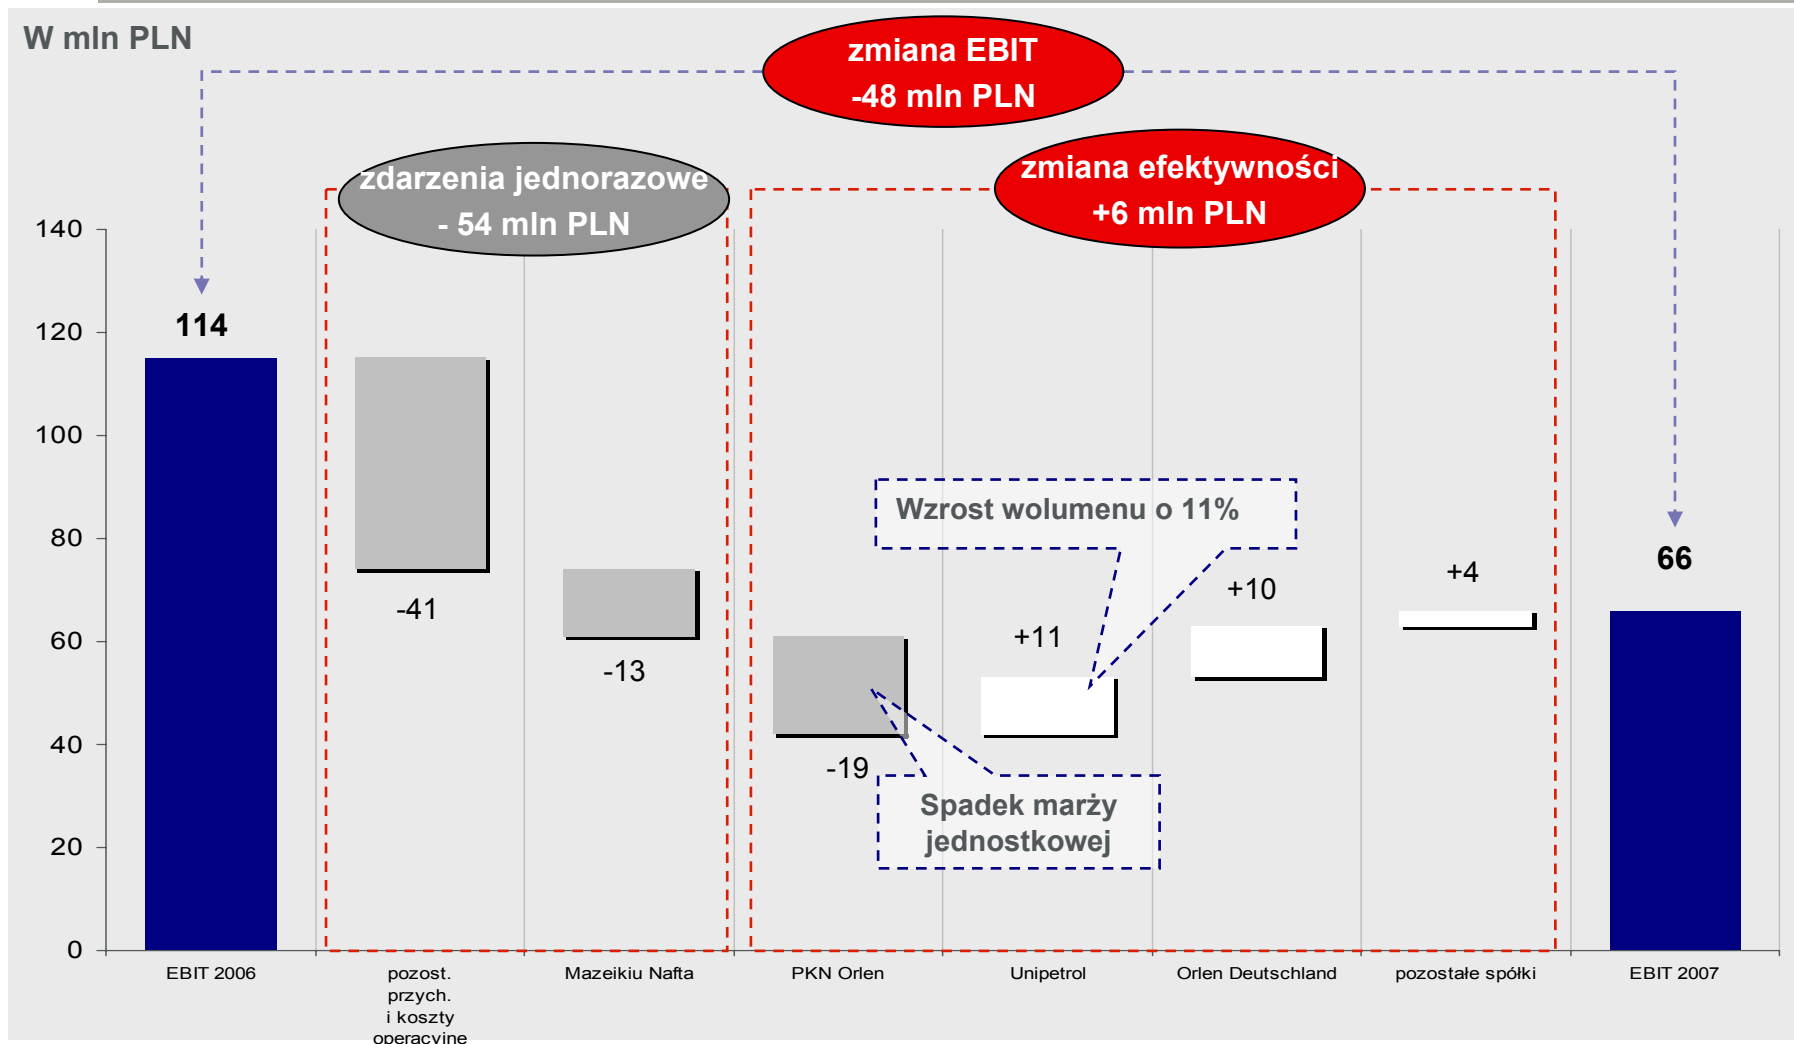 W mln PLN
zmiana EBIT
-48 mln PLN
zdarzenia jednorazowe
- 54 mln PLN
zmiana efektywności
+6 mln PLN
140
120
100
80
60
40
20
0
114
-41
-13
-19
+11
+10
+4
66
Wzrost wolumenu o 11%
Spadek marży
jednostkowej
EBIT 2006
pozost.
przych.
i koszty
operacyjne
Mazeikiu Nafta
PKN Orlen
Unipetrol
Orlen Deutschland
pozostałe spółki
EBIT 2007